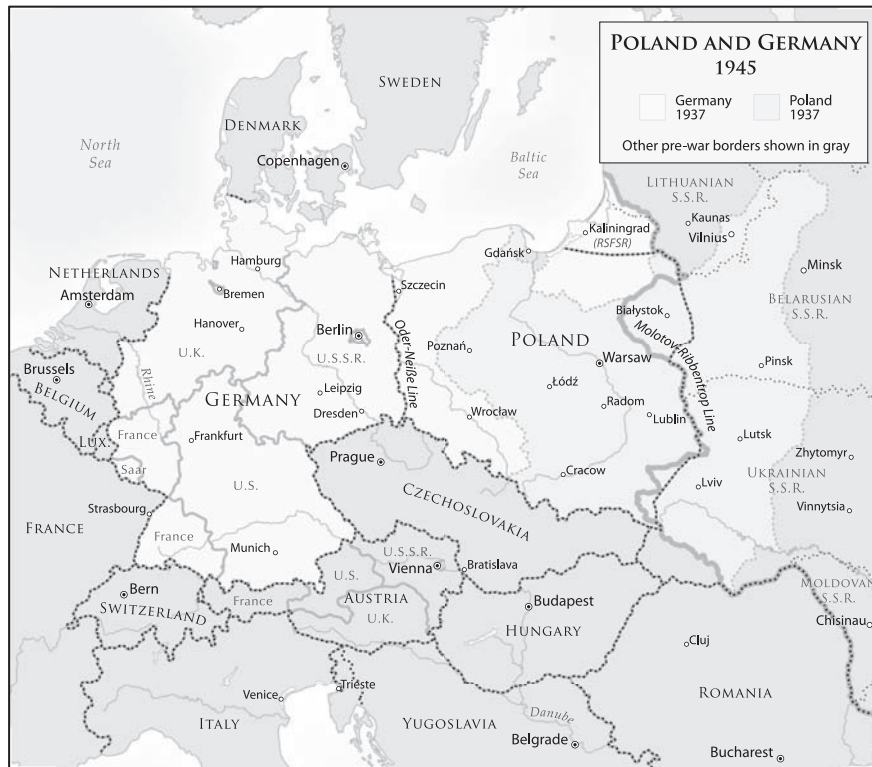 POLAND AND GERMANY
1945
Germany
1937
Poland
1937
Other pre-war borders shown in gray
SWEDEN
North
Sea
DENMARK
Copenhagen
Baltic
Sea
LITHUANIAN
S.S.R.
Kaunas
Vilnius
Kaliningrad
(RSFSR)
Gdańsk
Minsk
Hamburg
NETHERLANDS
Amsterdam
Bremen
Szczecin
BELARUSIAN
S.S.R.
Białystok
Hanover
Berlin
U.K.
U.S.S.R.
Oder-Neiße Line
Poznań
POLAND
Molotov-Ribbentrop Line
Warsaw
Pinsk
Brussels
BELGIUM
Rhine
Leipzig
GERMANY
Dresden
Łódź
Radom
Wrocław
Lublin
LUX.
France
Frankfurt
Lutsk
Zhytomyr
Saar
Prague
Cracow
UKRAINIAN
S.S.R.
Lviv
U.S.
CZECHOSLOVAKIA
Strasbourg
Vinnytsia
FRANCE
France
Munich
U.S.S.R.
Vienna
Bratislava
U.S.
MOLDOVAN
S.S.R.
Bern
SWITZERLAND
France
AUSTRIA
U.K.
Budapest
HUNGARY
Chisinau
Cluj
Venice
Trieste
ROMANIA
ITALY
YUGOSLAVIA
Danube
Belgrade
Bucharest